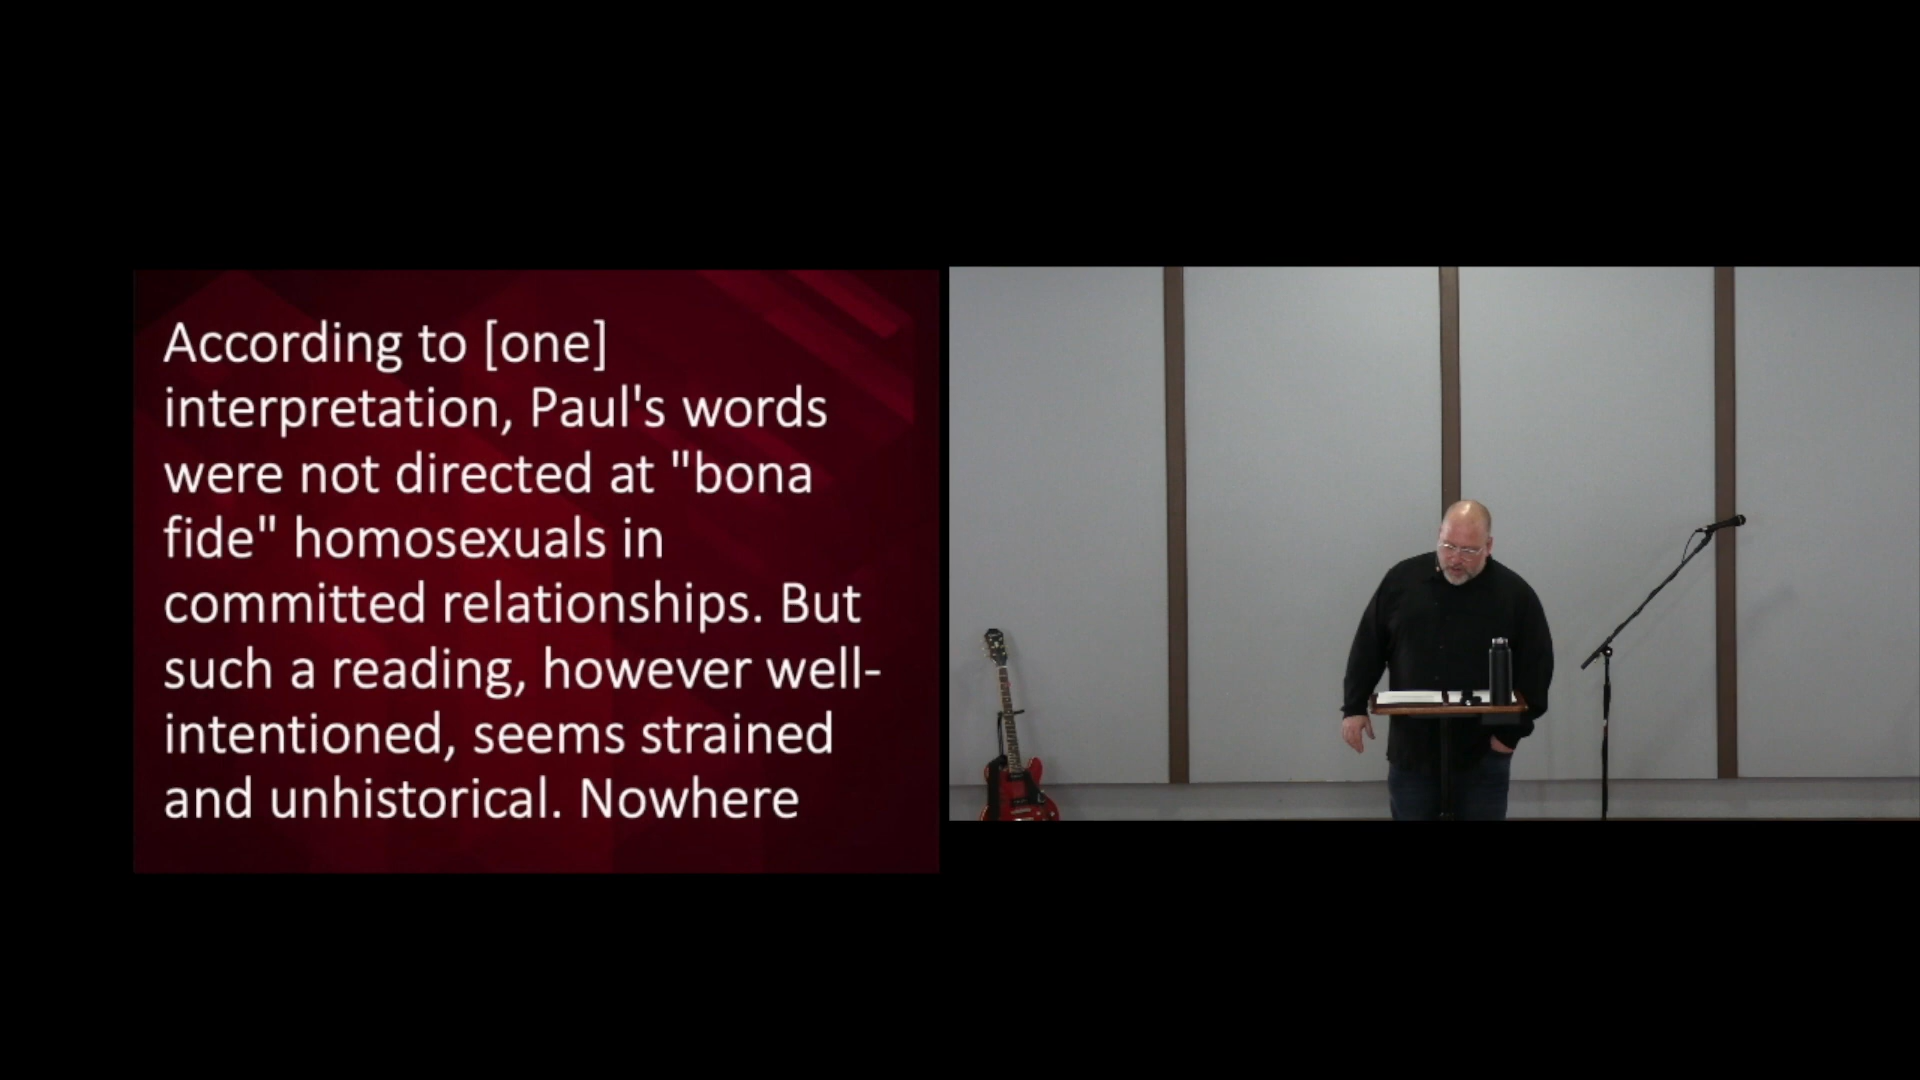 According to [one]
interpretation, Paul's words
were not directed at "bona
fide" homosexuals in
committed relationships. But
such a reading, however well-
intentioned, seems strained
and unhistorical. Nowhere